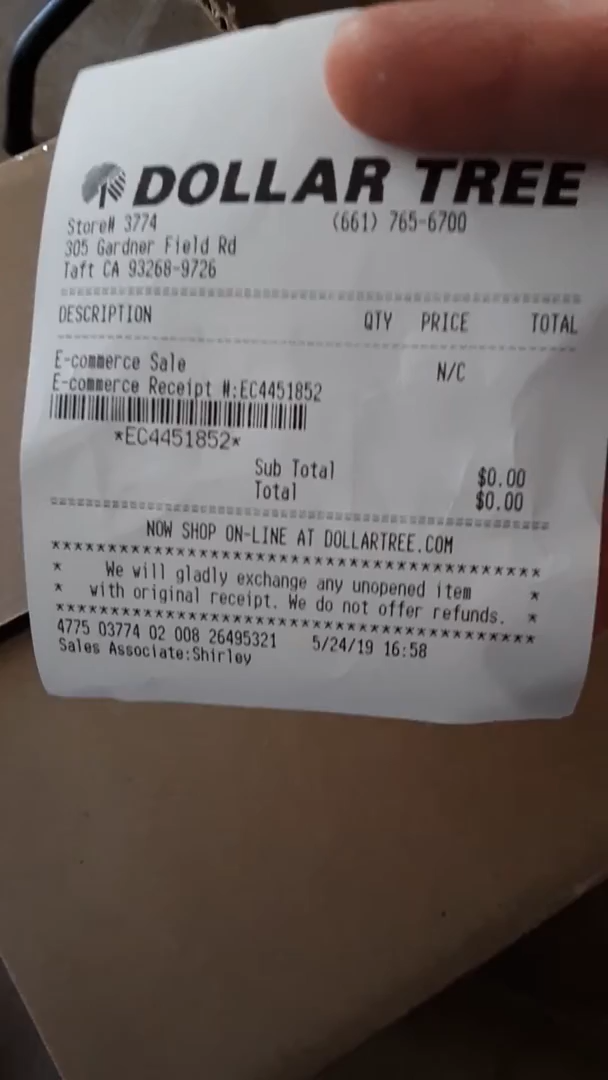 DOLLAR TREE
Store# 3774 (661) 765-6700
305 Gardner Field Rd
Taft CA 93268-9726
DESCRIPTION QTY PRICE TOTAL
E-commerce Sale N/C
E-commerce Receipt #:EC4451852
*EC4451852*
Sub Total $0.00
Total $0.00
NOW SHOP ON-LINE AT DOLLARTREE.COM
******************************************
* We will gladly exchange any unopened item *
* with original receipt. We do not offer refunds. *
******************************************
4775 03774 02 008 26495321 5/24/19 16:58
Sales Associate:Shirley